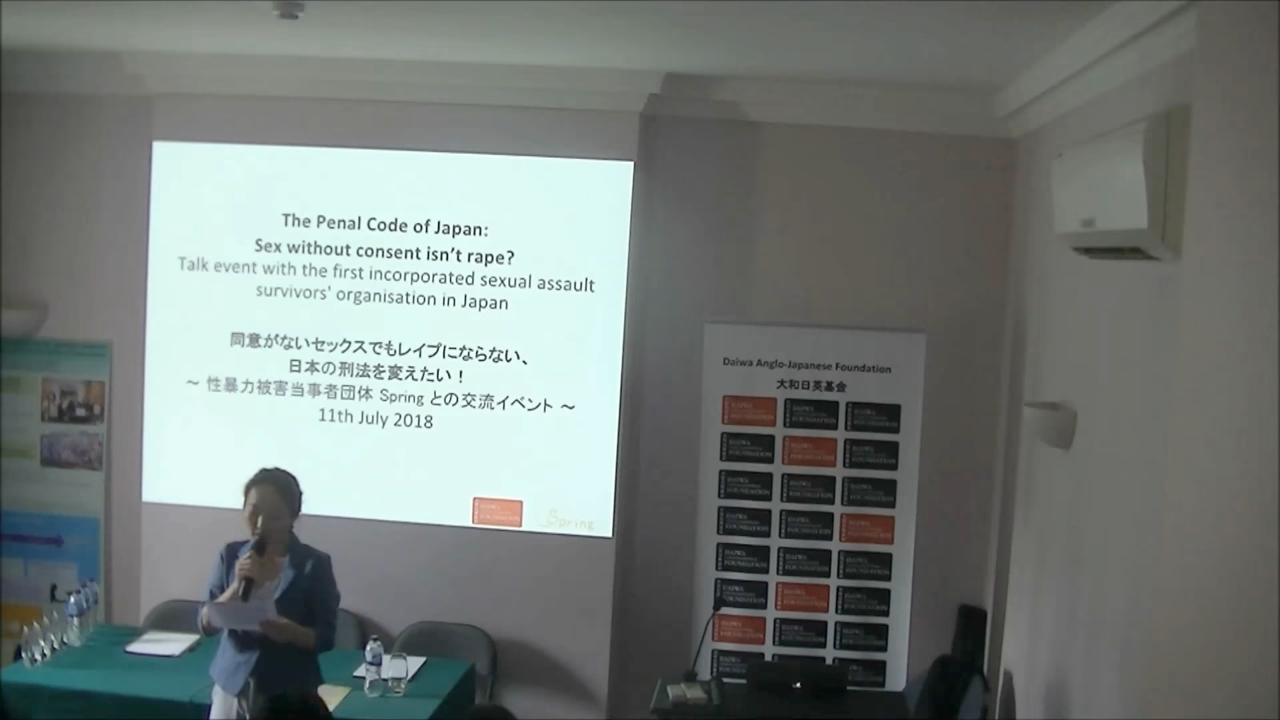 The Penal Code of Japan:
Sex without consent isn't rape?
Talk event with the first incorporated sexual assault
survivors' organisation in Japan
同意がないセックスでもレイプにならない、
日本の刑法を変えたい！
～ 性暴力被害当事者団体 Spring との交流イベント ～
11th July 2018
Spring
Daiwa Anglo-Japanese Foundation
大和日英基金
DAIWA
FOUNDATION